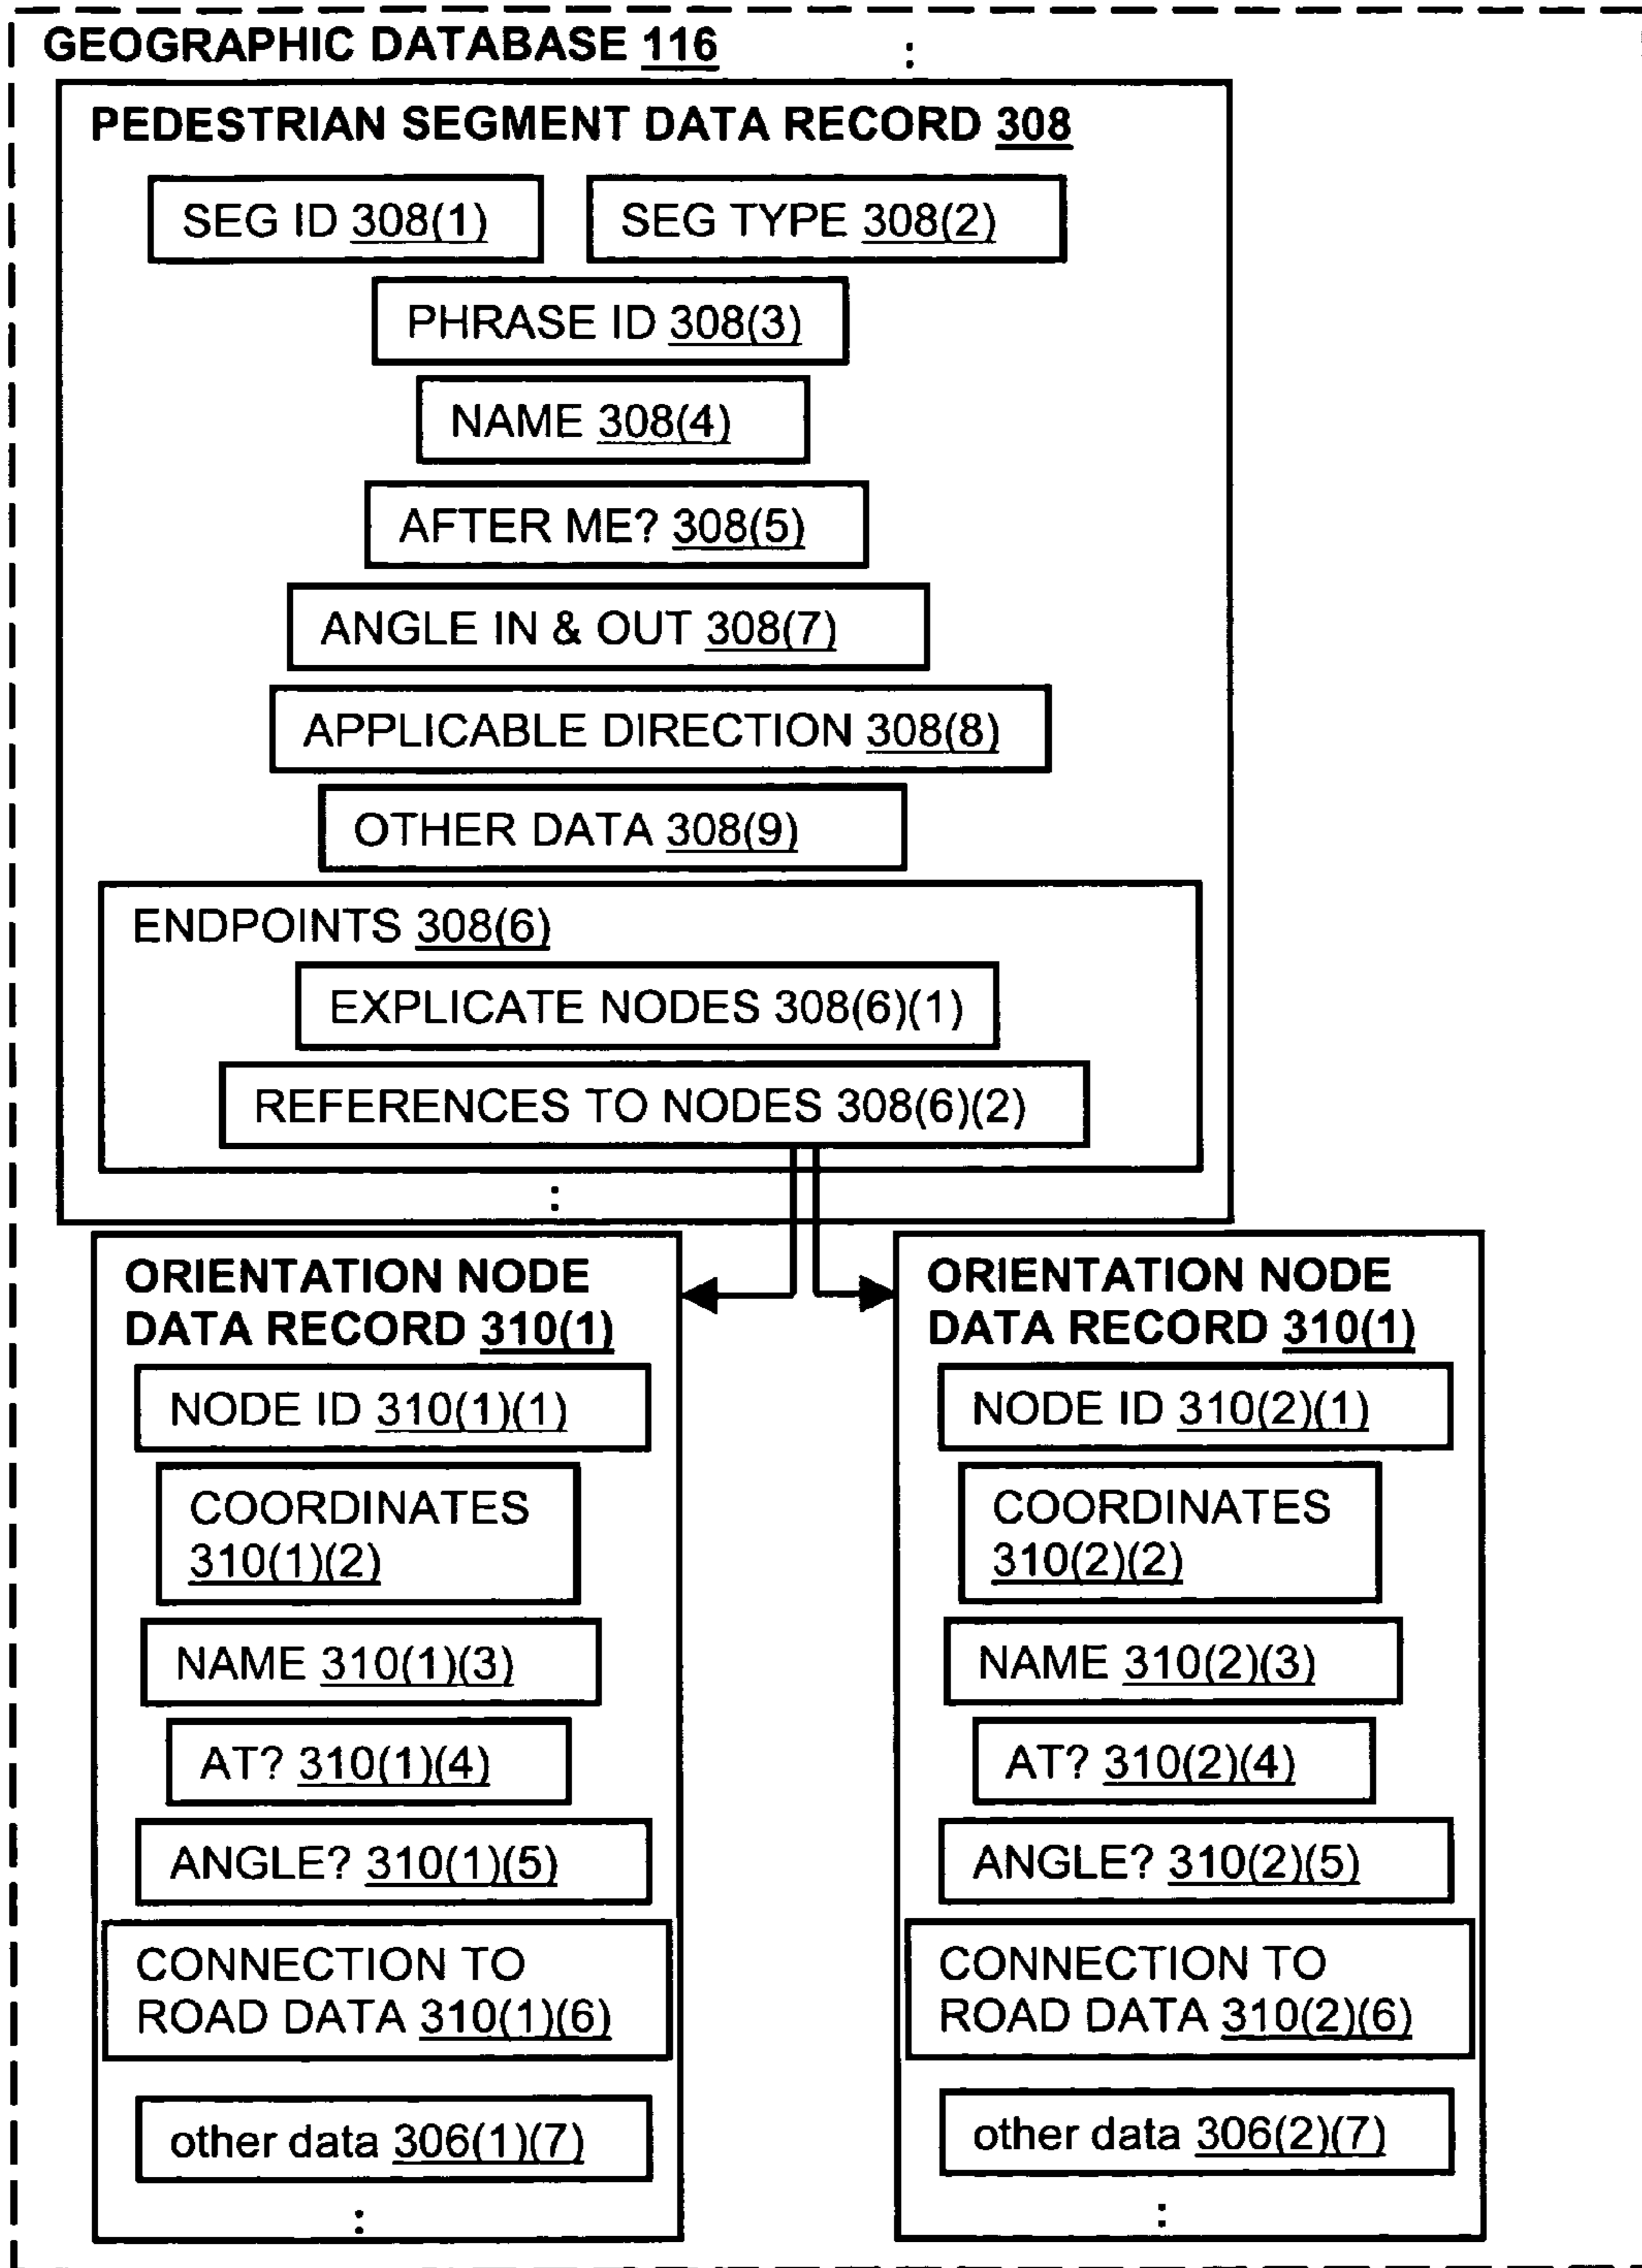 GEOGRAPHIC DATABASE 116
PEDESTRIAN SEGMENT DATA RECORD 308
SEG ID 308(1)
SEG TYPE 308(2)
PHRASE ID 308(3)
NAME 308(4)
AFTER ME? 308(5)
ANGLE IN & OUT 308(7)
APPLICABLE DIRECTION 308(8)
OTHER DATA 308(9)
ENDPOINTS 308(6)
EXPLICATE NODES 308(6)(1)
REFERENCES TO NODES 308(6)(2)
ORIENTATION NODE
DATA RECORD 310(1)
NODE ID 310(1)(1)
COORDINATES
310(1)(2)
NAME 310(1)(3)
AT? 310(1)(4)
ANGLE? 310(1)(5)
CONNECTION TO
ROAD DATA 310(1)(6)
other data 306(1)(7)
ORIENTATION NODE
DATA RECORD 310(1)
NODE ID 310(2)(1)
COORDINATES
310(2)(2)
NAME 310(2)(3)
AT? 310(2)(4)
ANGLE? 310(2)(5)
CONNECTION TO
ROAD DATA 310(2)(6)
other data 306(2)(7)